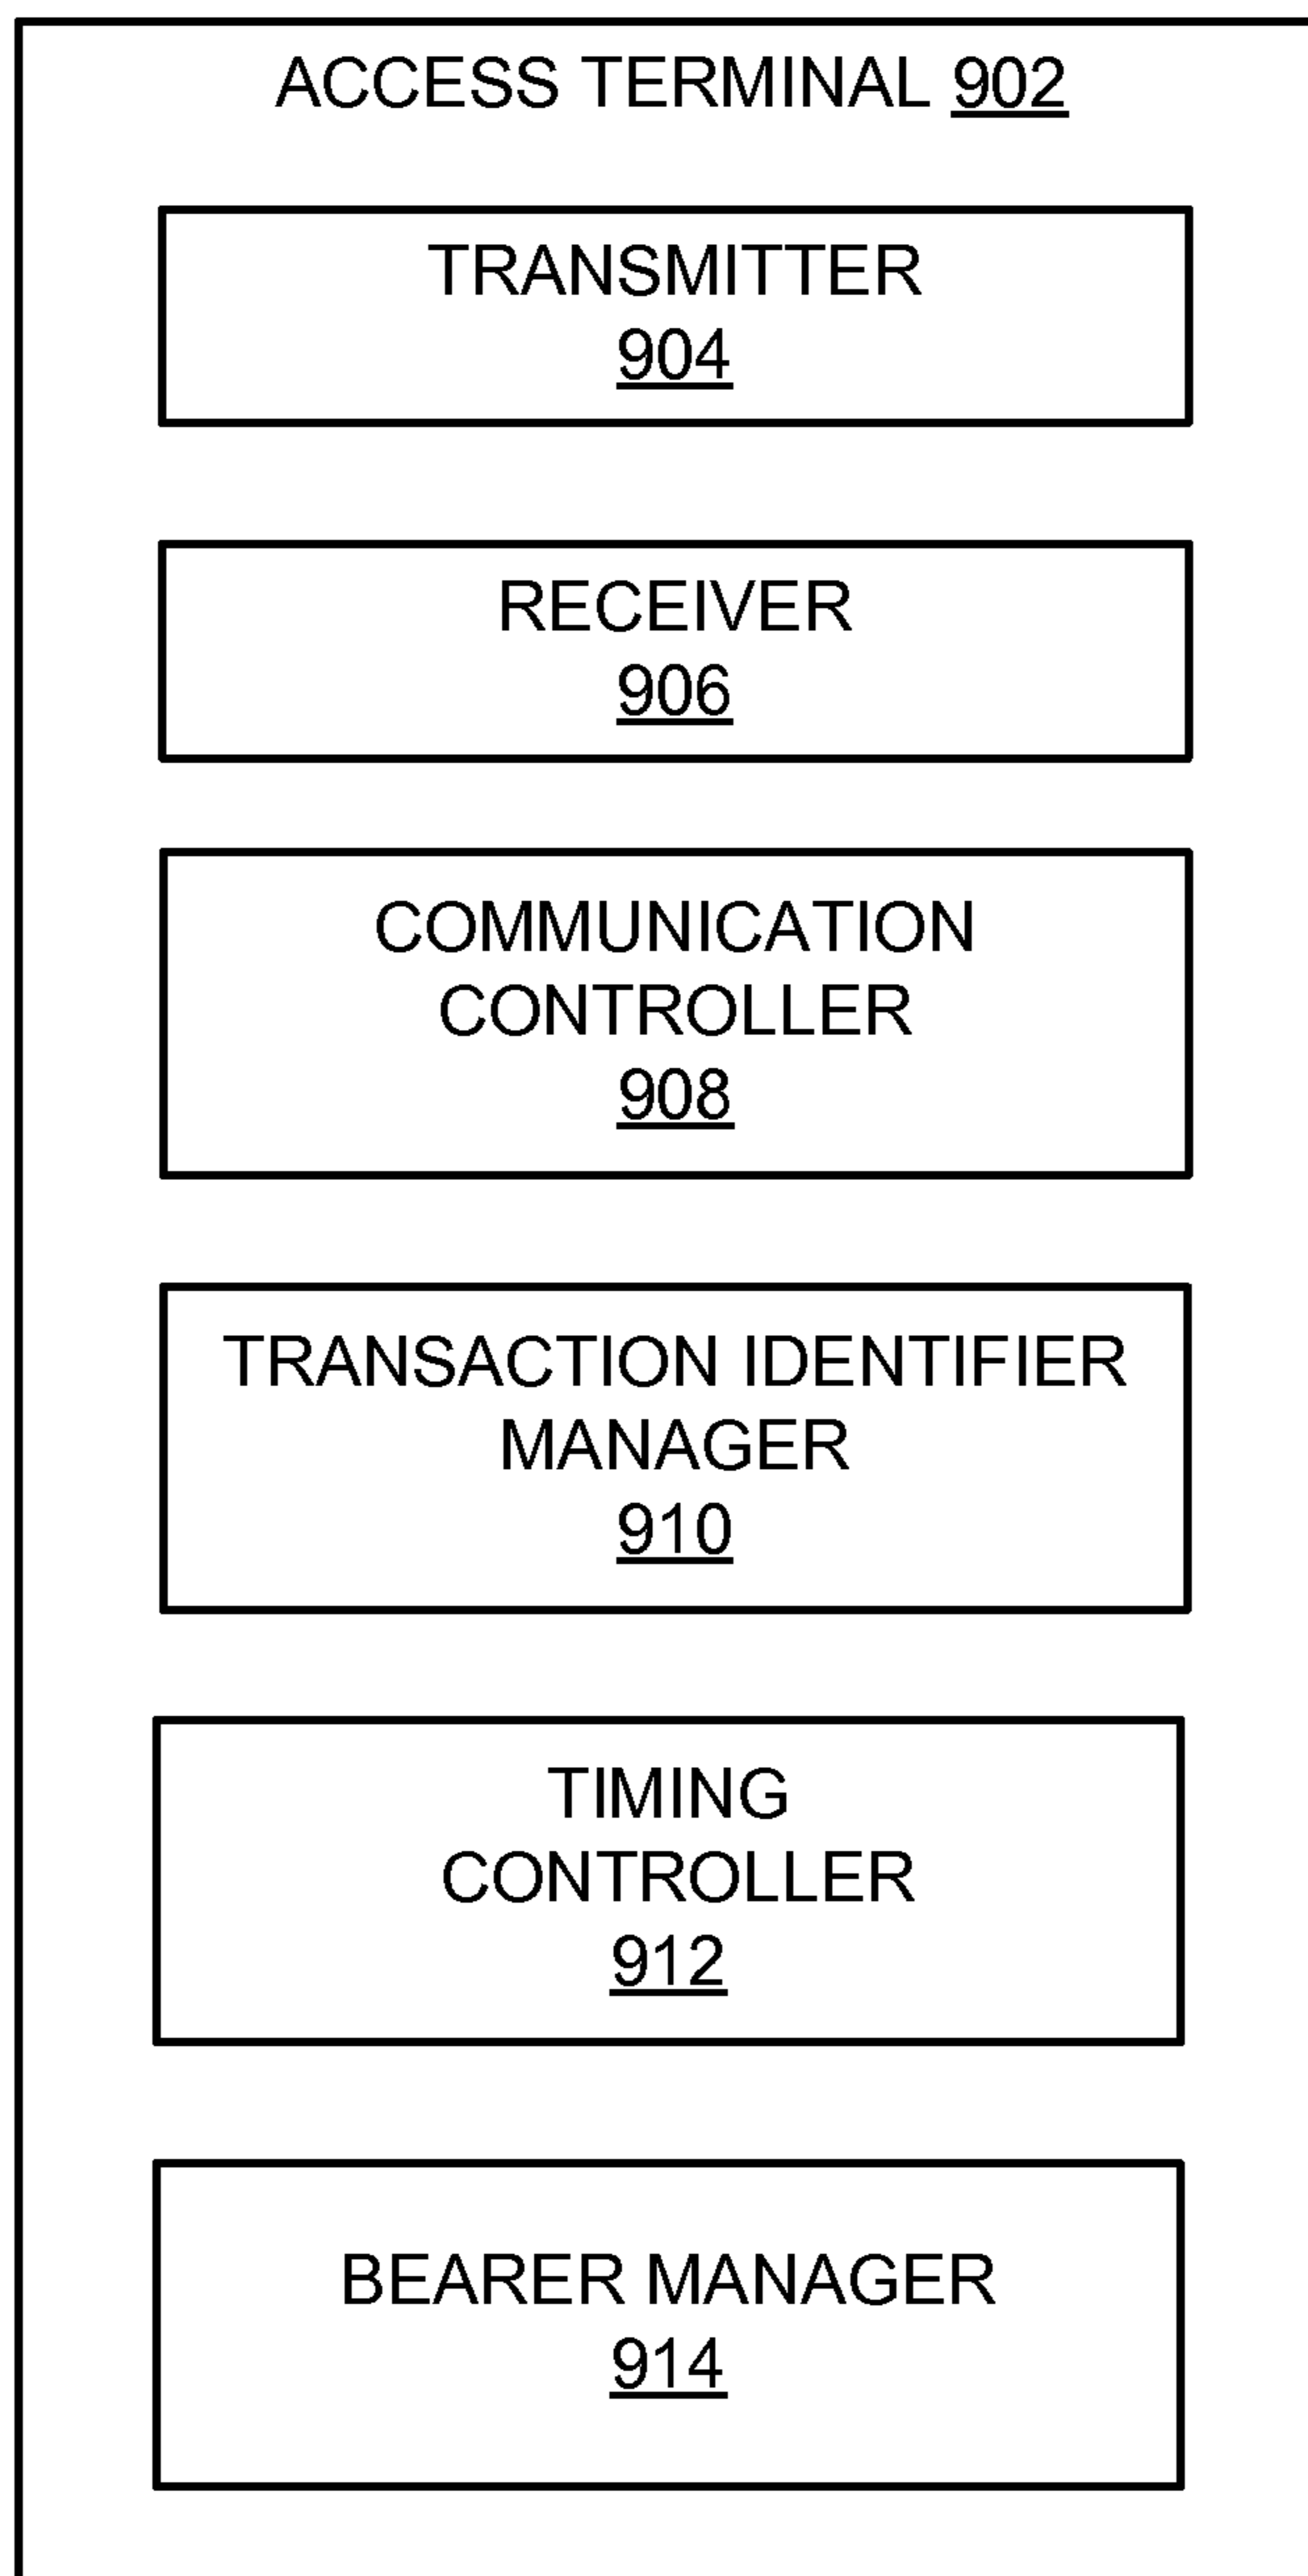 ACCESS TERMINAL 902
TRANSMITTER
904
RECEIVER
906
COMMUNICATION
CONTROLLER
908
TRANSACTION IDENTIFIER
MANAGER
910
TIMING
CONTROLLER
912
BEARER MANAGER
914